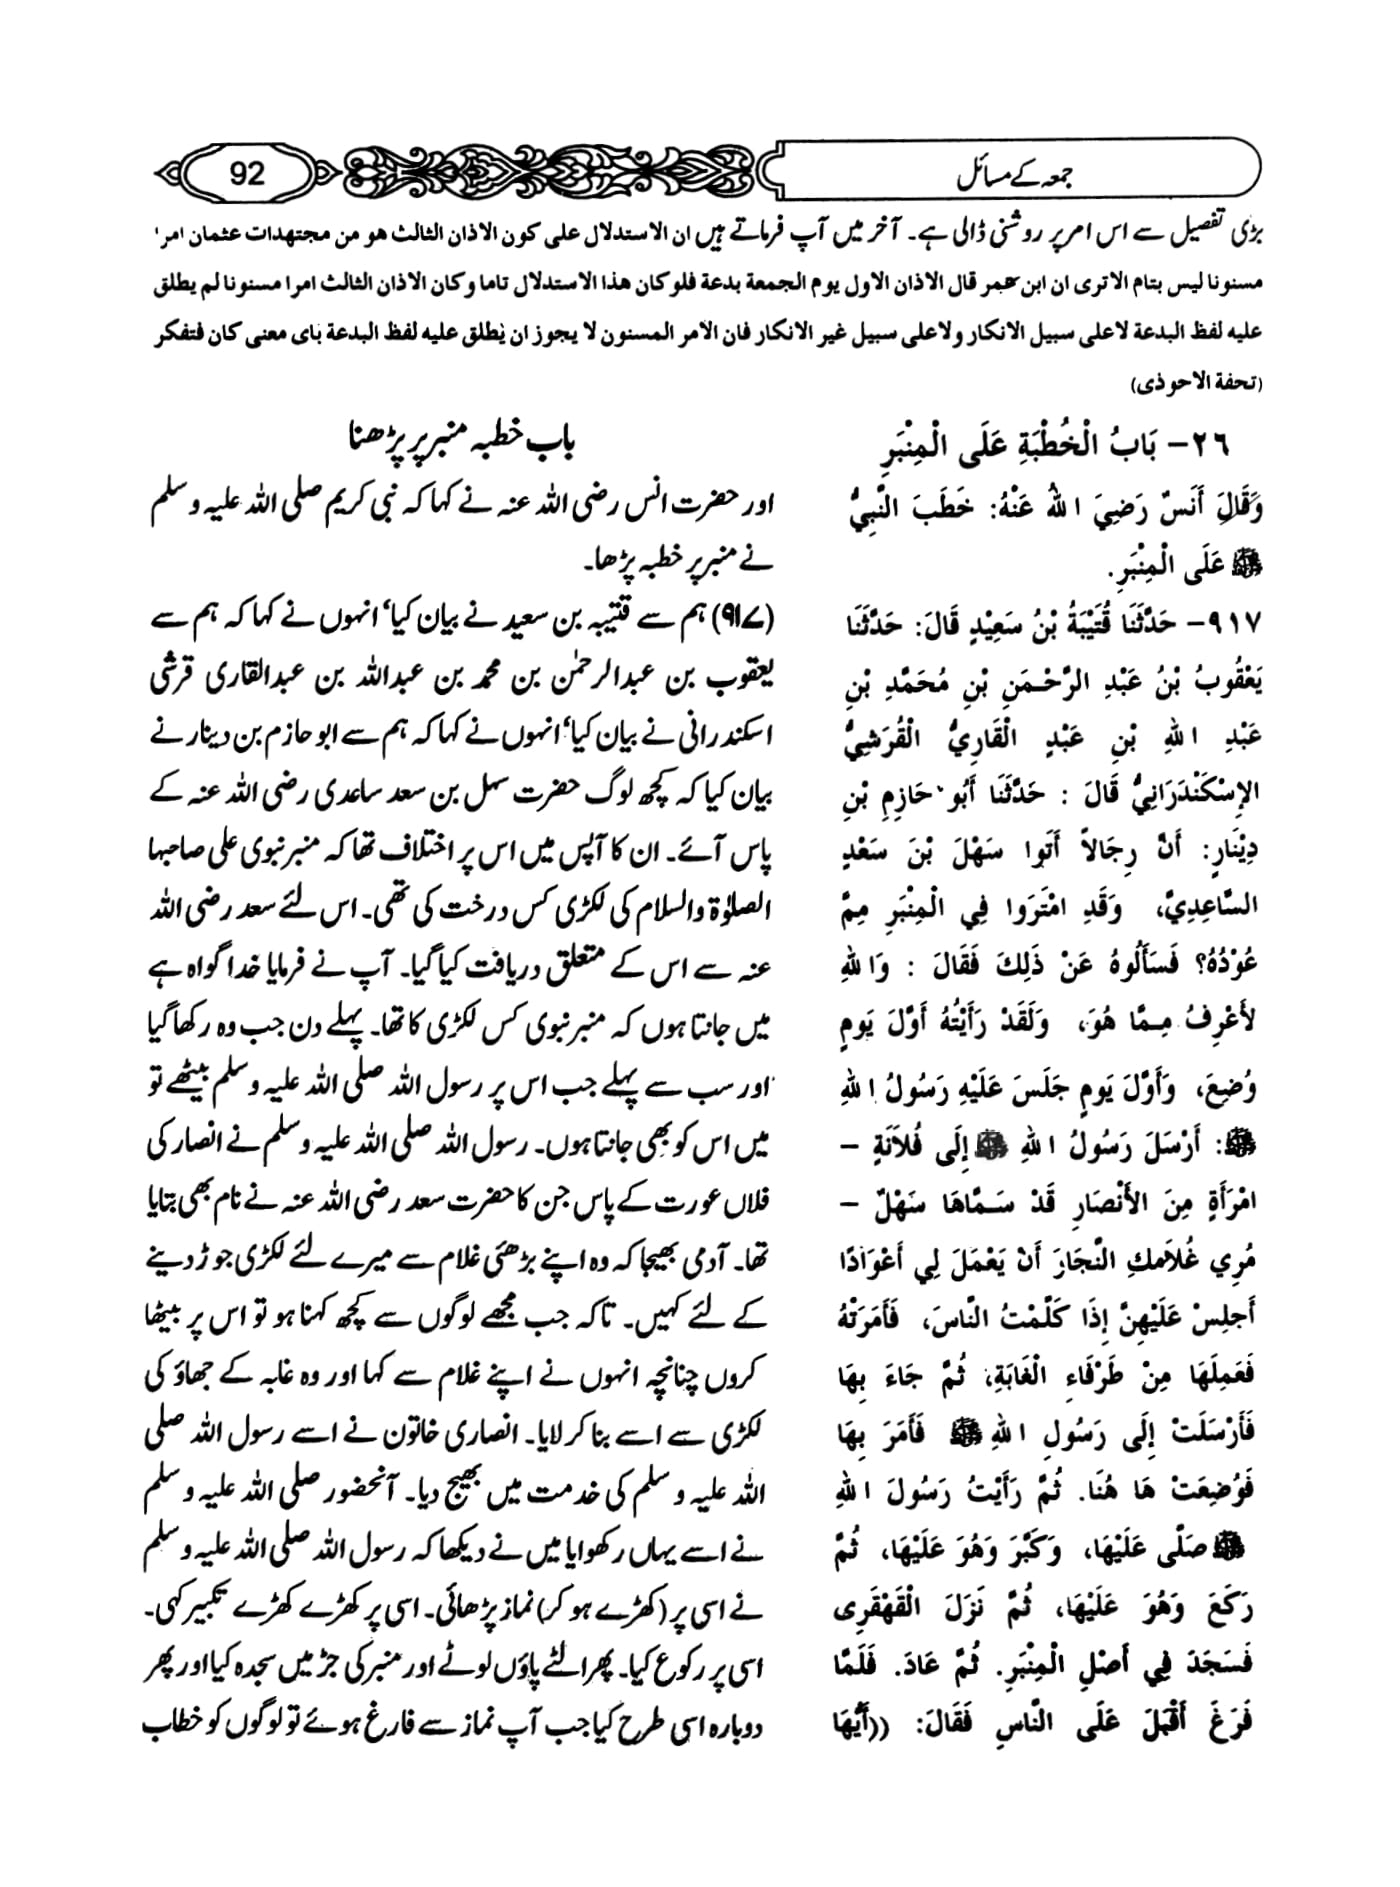 جمعہ کے مسائل
92
بڑی تفصیل سے اس امر پر روشنی ڈالی ہے۔ آخر میں آپ فرماتے ہیں ان الاستدلال علی کون الاذان الثالث هو من مجتهدات عثمان امرا
مسنونا لیس بتام الاتری ان ابن عمر قال الاذان الاول یوم الجمعة بدعة فلو کان هذا الاستدلال تاما و کان الاذان الثالث امرا مسنونا لم یطلق
علیه لفظ البدعة لا علی سبیل الانکار ولا علی سبیل غیر الانکار فان الامر المسنون لا یجوز ان یطلق علیه لفظ البدعة بای معنی کان فتفکر
(تحفة الاحوذی)
٢٦- بَابُ الْخُطْبَةِ عَلَى الْمِنْبَرِ
وَقَالَ أَنَسٌ رَضِيَ اللهُ عَنْهُ: خَطَبَ النَّبِيُّ
ﷺ عَلَى الْمِنْبَرِ.
٩١٧- حَدَّثَنَا قُتَيْبَةُ بْنُ سَعِيْدٍ قَالَ: حَدَّثَنَا
يَعْقُوبُ بْنُ عَبْدِ الرَّحْمَنِ بْنِ مُحَمَّدِ بْنِ
عَبْدِ اللهِ بْنِ عَبْدٍ الْقَارِيُّ الْقُرَشِيُّ
الإِسْكَنْدَرَانِيُّ قَالَ : حَدَّثَنَا أَبُو حَازِمِ بْنِ
دِيْنَارٍ: أَنَّ رِجَالاً أَتَوا سَهْلَ بْنَ سَعْدٍ
السَّاعِدِيَّ، وَقَدِ امْتَرَوا فِي الْمِنْبَرِ مِمَّ
عُوْدُهُ؟ فَسَأَلُوهُ عَنْ ذَلِكَ فَقَالَ : وَاللهِ
لأَعْرِفُ مِمَّا هُوَ، وَلَقَدْ رَأَيْتُهُ أَوَّلَ يَومٍ
وُضِعَ، وَأَوَّلَ يَومٍ جَلَسَ عَلَيْهِ رَسُولُ اللهِ
ﷺ: أَرْسَلَ رَسُولُ اللهِ ﷺ إِلَى فُلاَنَةٍ -
امْرَأَةٍ مِنَ الأَنْصَارِ قَدْ سَمَّاهَا سَهْلٌ -
مُرِي غُلاَمَكِ النَّجَارَ أَنْ يَعْمَلَ لِي أَعْوَادًا
أَجلِسْ عَلَيْهِنَّ إِذَا كَلَّمْتُ النَّاسَ، فَأَمَرَتْهُ
فَعَمِلَهَا مِنْ طَرْفَاءِ الْغَابَةِ، ثُمَّ جَاءَ بِهَا
فَأَرْسَلَتْ إِلَى رَسُولِ اللهِ ﷺ فَأَمَرَ بِهَا
فَوُضِعَتْ هَا هُنَا. ثُمَّ رَأَيْتُ رَسُولَ اللهِ
ﷺ صَلَّى عَلَيْهَا، وَكَبَّرَ وَهُوَ عَلَيْهَا، ثُمَّ
رَكَعَ وَهُوَ عَلَيْهَا، ثُمَّ نَزَلَ الْقَهْقَرِى
فَسَجَدَ فِي أَصْلِ الْمِنْبَرِ. ثُمَّ عَادَ. فَلَمَّا
فَرَغَ أَقْبَلَ عَلَى النَّاسِ فَقَالَ: ((أَيُّهَا
باب خطبہ منبر پر پڑھنا
اور حضرت انس رضی اللہ عنہ نے کہا کہ نبی کریم صلی اللہ علیہ و سلم
نے منبر پر خطبہ پڑھا۔
(۹۱۷) ہم سے قتیبہ بن سعید نے بیان کیا' انہوں نے کہا کہ ہم سے
یعقوب بن عبدالرحمٰن بن محمد بن عبداللہ بن عبدالقاری قرشی
اسکندرانی نے بیان کیا' انہوں نے کہا کہ ہم سے ابو حازم بن دینار نے
بیان کیا کہ کچھ لوگ حضرت سہل بن سعد ساعدی رضی اللہ عنہ کے
پاس آئے۔ ان کا آپس میں اس پر اختلاف تھا کہ منبر نبوی علی صاحبہا
الصلوٰة والسلام کی لکڑی کس درخت کی تھی۔ اس لئے سعد رضی اللہ
عنہ سے اس کے متعلق دریافت کیا گیا۔ آپ نے فرمایا خدا گواہ ہے
میں جانتا ہوں کہ منبر نبوی کس لکڑی کا تھا۔ پہلے دن جب وہ رکھا گیا
اور سب سے پہلے جب اس پر رسول اللہ صلی اللہ علیہ و سلم بیٹھے تو
میں اس کو بھی جانتا ہوں۔ رسول اللہ صلی اللہ علیہ و سلم نے انصار کی
فلاں عورت کے پاس جن کا حضرت سعد رضی اللہ عنہ نے نام بھی بتایا
تھا۔ آدمی بھیجا کہ وہ اپنے بڑھئی غلام سے میرے لئے لکڑی جوڑ دینے
کے لئے کہیں۔ تاکہ جب مجھے لوگوں سے کچھ کہنا ہو تو اس پر بیٹھا
کروں چنانچہ انہوں نے اپنے غلام سے کہا اور وہ غابہ کے جھاؤ کی
لکڑی سے اسے بنا کر لایا۔ انصاری خاتون نے اسے رسول اللہ صلی
اللہ علیہ و سلم کی خدمت میں بھیج دیا۔ آنحضور صلی اللہ علیہ و سلم
نے اسے یہاں رکھوایا میں نے دیکھا کہ رسول اللہ صلی اللہ علیہ و سلم
نے اسی پر (کھڑے ہو کر) نماز پڑھائی۔ اسی پر کھڑے کھڑے تکبیر کہی۔
اسی پر رکوع کیا۔ پھر الٹے پاؤں لوٹے اور منبر کی جڑ میں سجدہ کیا اور پھر
دوبارہ اسی طرح کیا جب آپ نماز سے فارغ ہوئے تو لوگوں کو خطاب